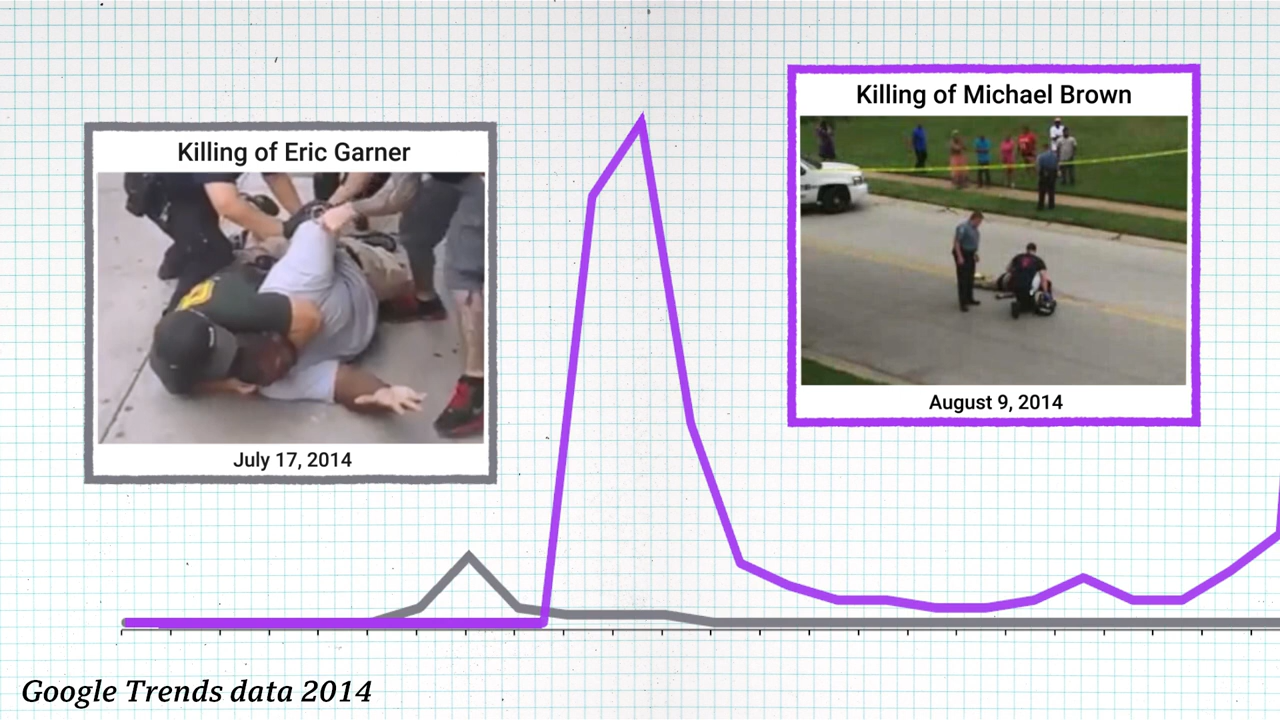 Killing of Eric Garner
July 17, 2014
Killing of Michael Brown
August 9, 2014
Google Trends data 2014